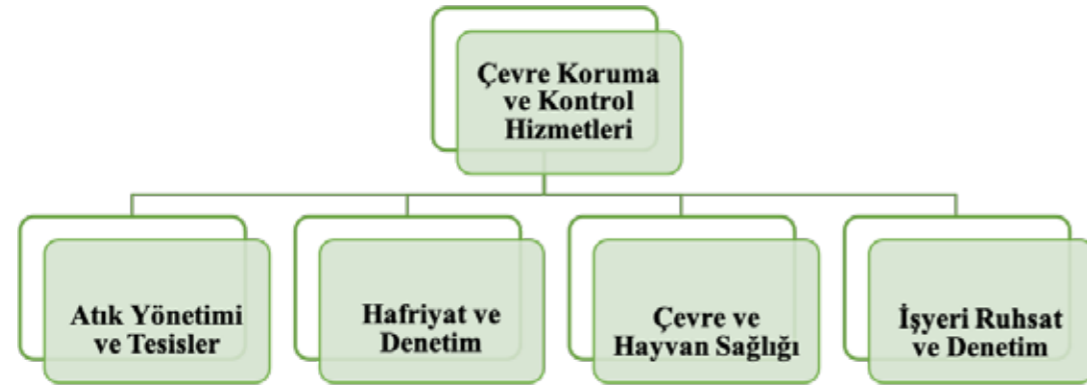 Çevre Koruma
ve Kontrol
Hizmetleri
Atık Yönetimi
ve Tesisler
Hafriyat ve
Denetim
Çevre ve
Hayvan Sağlığı
İşyeri Ruhsat
ve Denetim